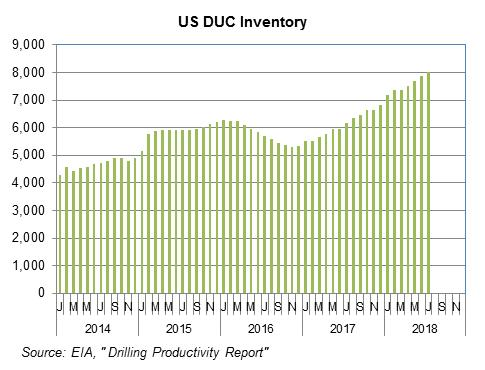 US DUC Inventory
9,000
8,000
7,000
6,000
5,000
4,000
3,000
2,000
1,000
0
J M M J S N J M M J S N J M M J S N J M M J S N J M M J S N
2014 2015 2016 2017 2018
Source: EIA, "Drilling Productivity Report"